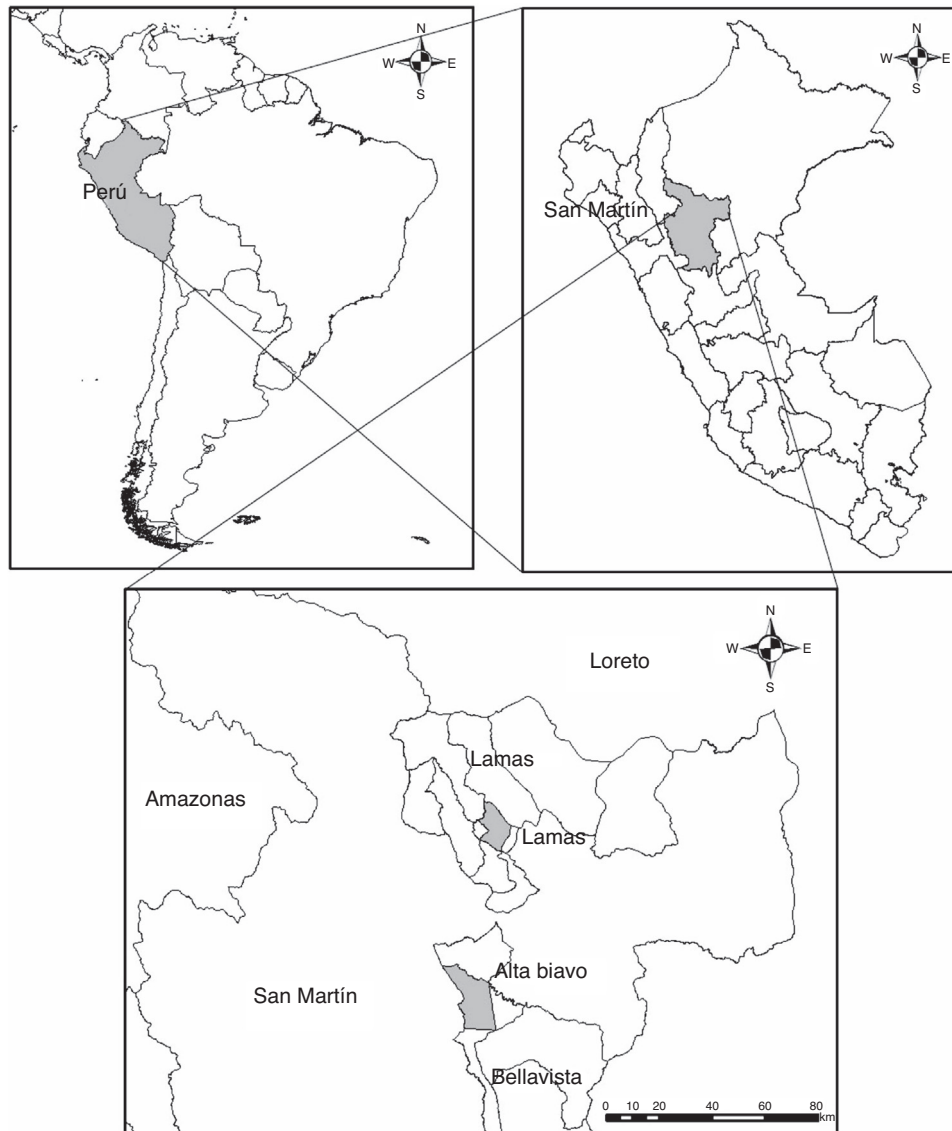 N
W E
S
Perú
N
W E
S
San Martín
N
W E
S
Loreto
Lamas
Amazonas
Lamas
Alta biavo
San Martín
Bellavista
0 10 20 40 60 80
km